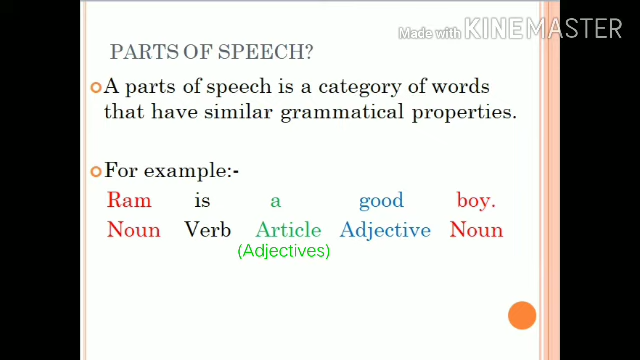 Made with KINEMASTER
PARTS OF SPEECH?
A parts of speech is a category of words
that have similar grammatical properties.
For example:-
Ram is a good boy.
Noun Verb Article Adjective Noun
(Adjectives)